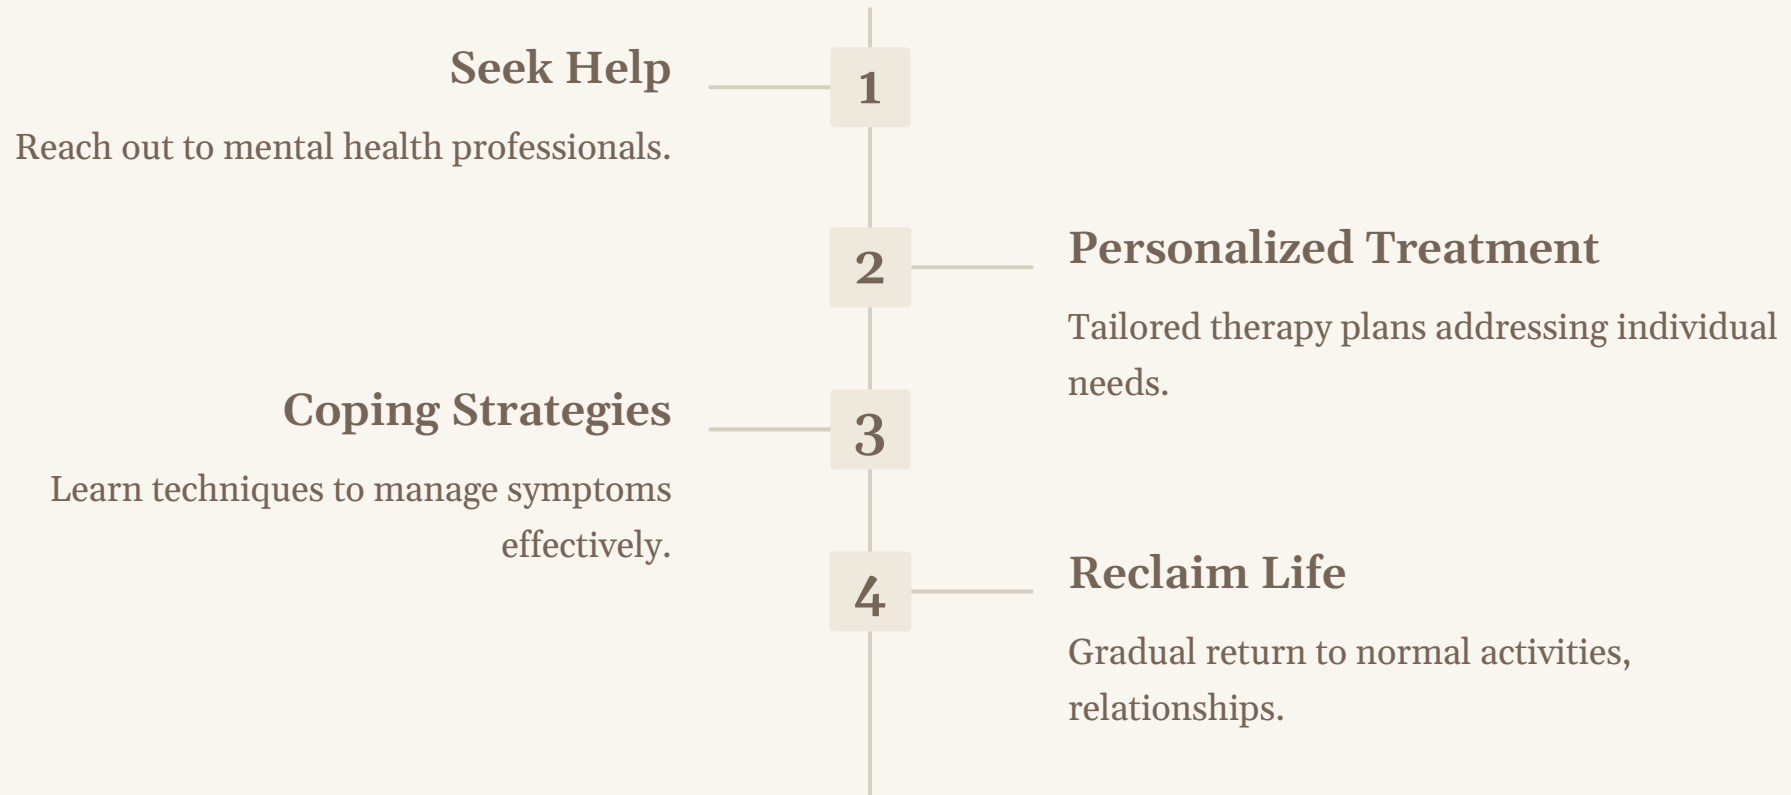 Seek Help
1
Reach out to mental health professionals.
2
Personalized Treatment
Tailored therapy plans addressing individual
needs.
Coping Strategies
3
Learn techniques to manage symptoms
effectively.
4
Reclaim Life
Gradual return to normal activities,
relationships.